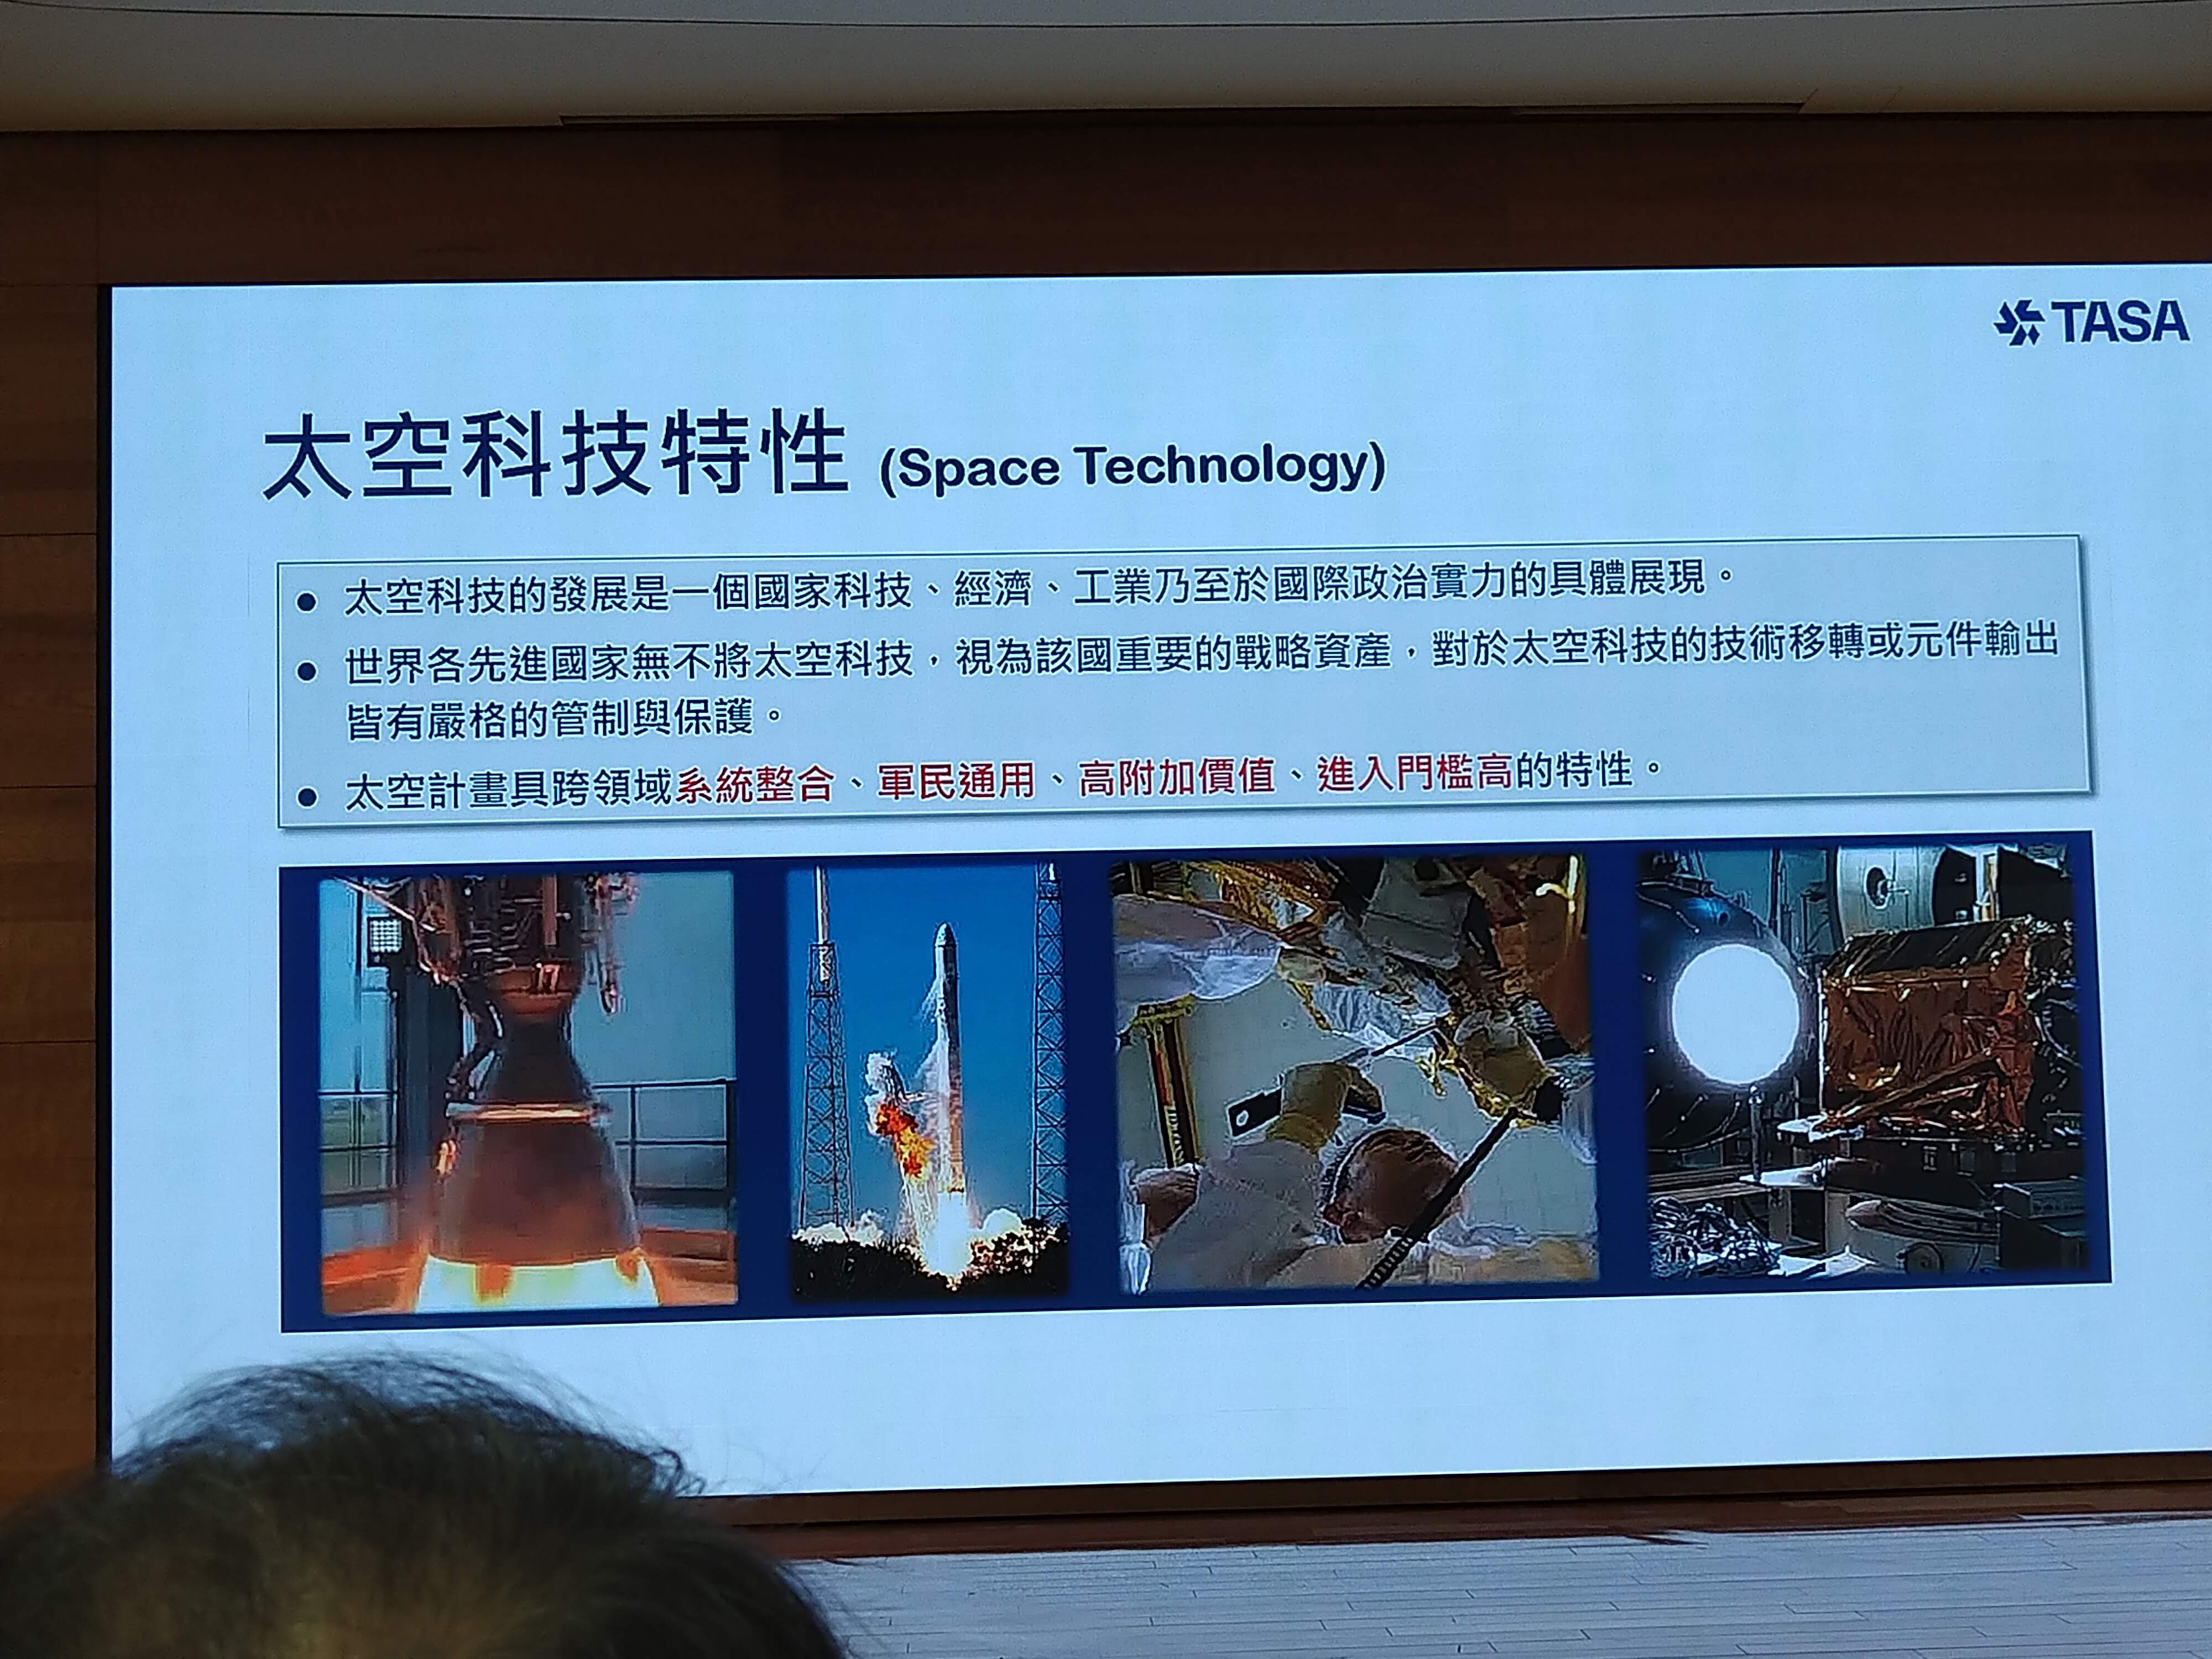 TASA
太空科技特性 (Space Technology)
● 太空科技的發展是一個國家科技、經濟、工業乃至於國際政治實力的具體展現。
● 世界各先進國家無不將太空科技,視為該國重要的戰略資產,對於太空科技的技術移轉或元件輸出
皆有嚴格的管制與保護。
● 太空計畫具跨領域系統整合、軍民通用、高附加價值、進入門檻高的特性。